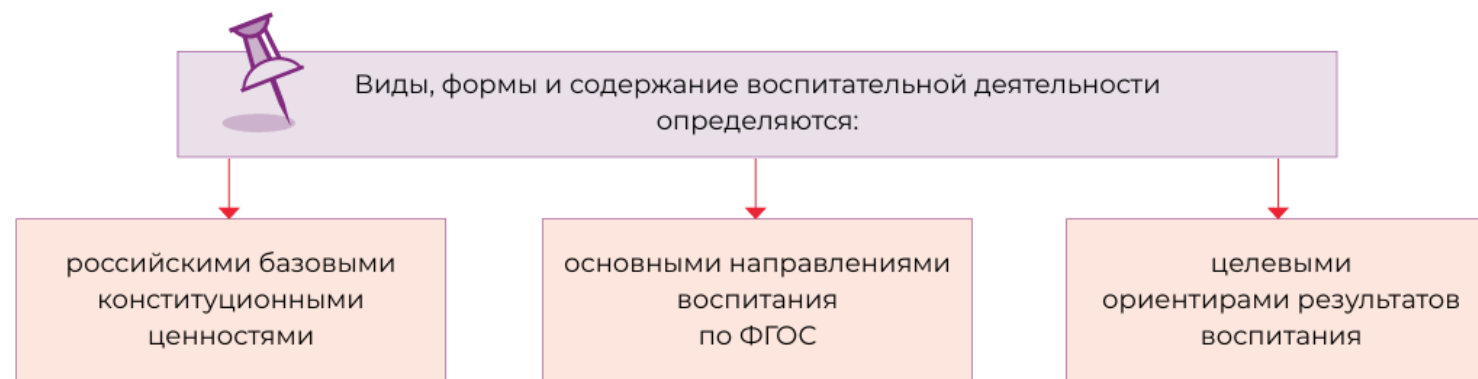 Виды, формы и содержание воспитательной деятельности
определяются:
российскими базовыми
конституционными
ценностями
основными направлениями
воспитания
по ФГОС
целевыми
ориентирами результатов
воспитания